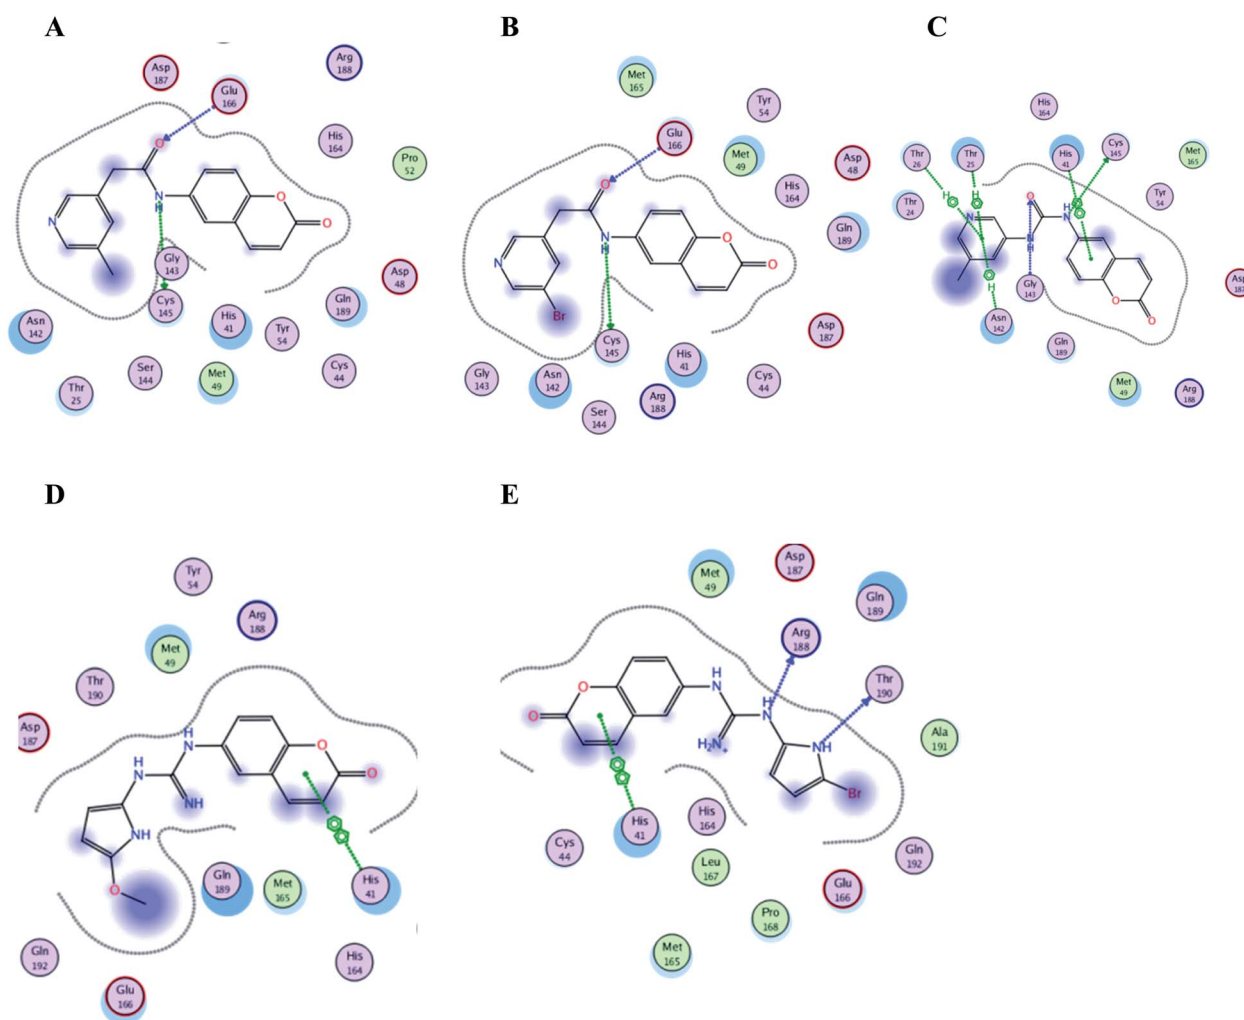 A
B
C
Asp
187
Glu
166
Arg
188
His
164
Pro
52
O
N
H
N
O
O
Gly
143
Cys
145
Asp
48
Gln
189
His
41
Tyr
54
Asn
142
Ser
144
Met
49
Cys
44
Thr
25
Met
165
Tyr
54
Glu
166
Met
49
Asp
48
His
164
Gln
189
O
N
H
N
O
O
Br
Cys
145
Asp
187
Gly
143
Asn
142
His
41
Cys
44
Arg
188
Ser
144
His
164
Thr
26
Thr
25
His
41
Cys
145
Met
165
Thr
24
Tyr
54
H
H
N
O
H
N
N
H
H
O
O
Gly
143
Asn
142
Gln
189
Asp
187
Met
49
Arg
188
D
E
Tyr
54
Arg
188
Met
49
Thr
190
Asp
187
H
N
H
N
NH
NH
O
O
O
Gln
189
Met
165
His
41
Gln
192
His
164
Glu
166
Met
49
Asp
187
Gln
189
Arg
188
Thr
190
Ala
191
O
O
H
N
H
N
H₂N
NH
Br
His
41
His
164
Cys
44
Leu
167
Gln
192
Glu
166
Pro
168
Met
165